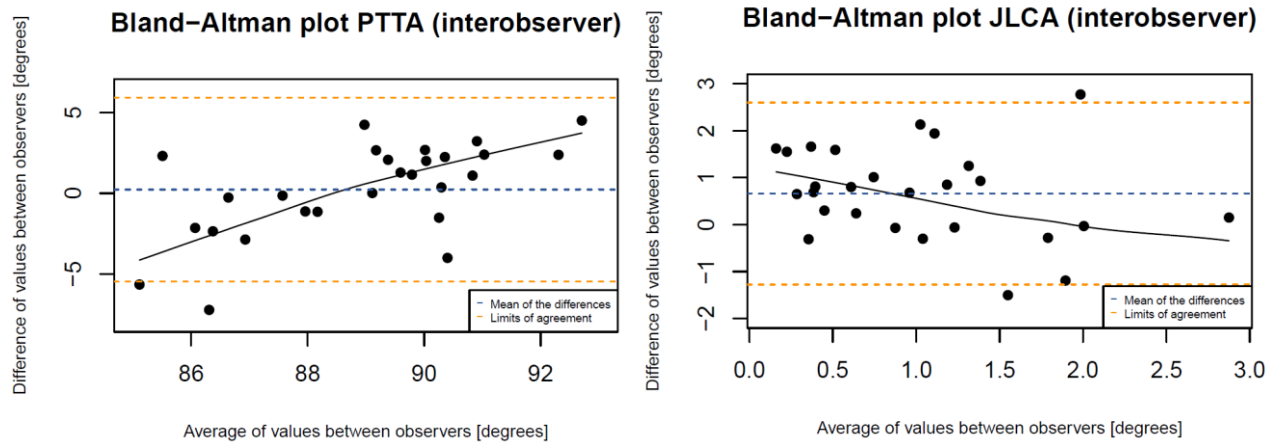 Bland−Altman plot PTTA (interobserver)
Difference of values between observers [degrees]
5
0
−5
Mean of the differences
Limits of agreement
86 88 90 92
Average of values between observers [degrees]
Bland−Altman plot JLCA (interobserver)
Difference of values between observers [degrees]
3
2
1
0
−1
−2
Mean of the differences
Limits of agreement
0.0 0.5 1.0 1.5 2.0 2.5 3.0
Average of values between observers [degrees]